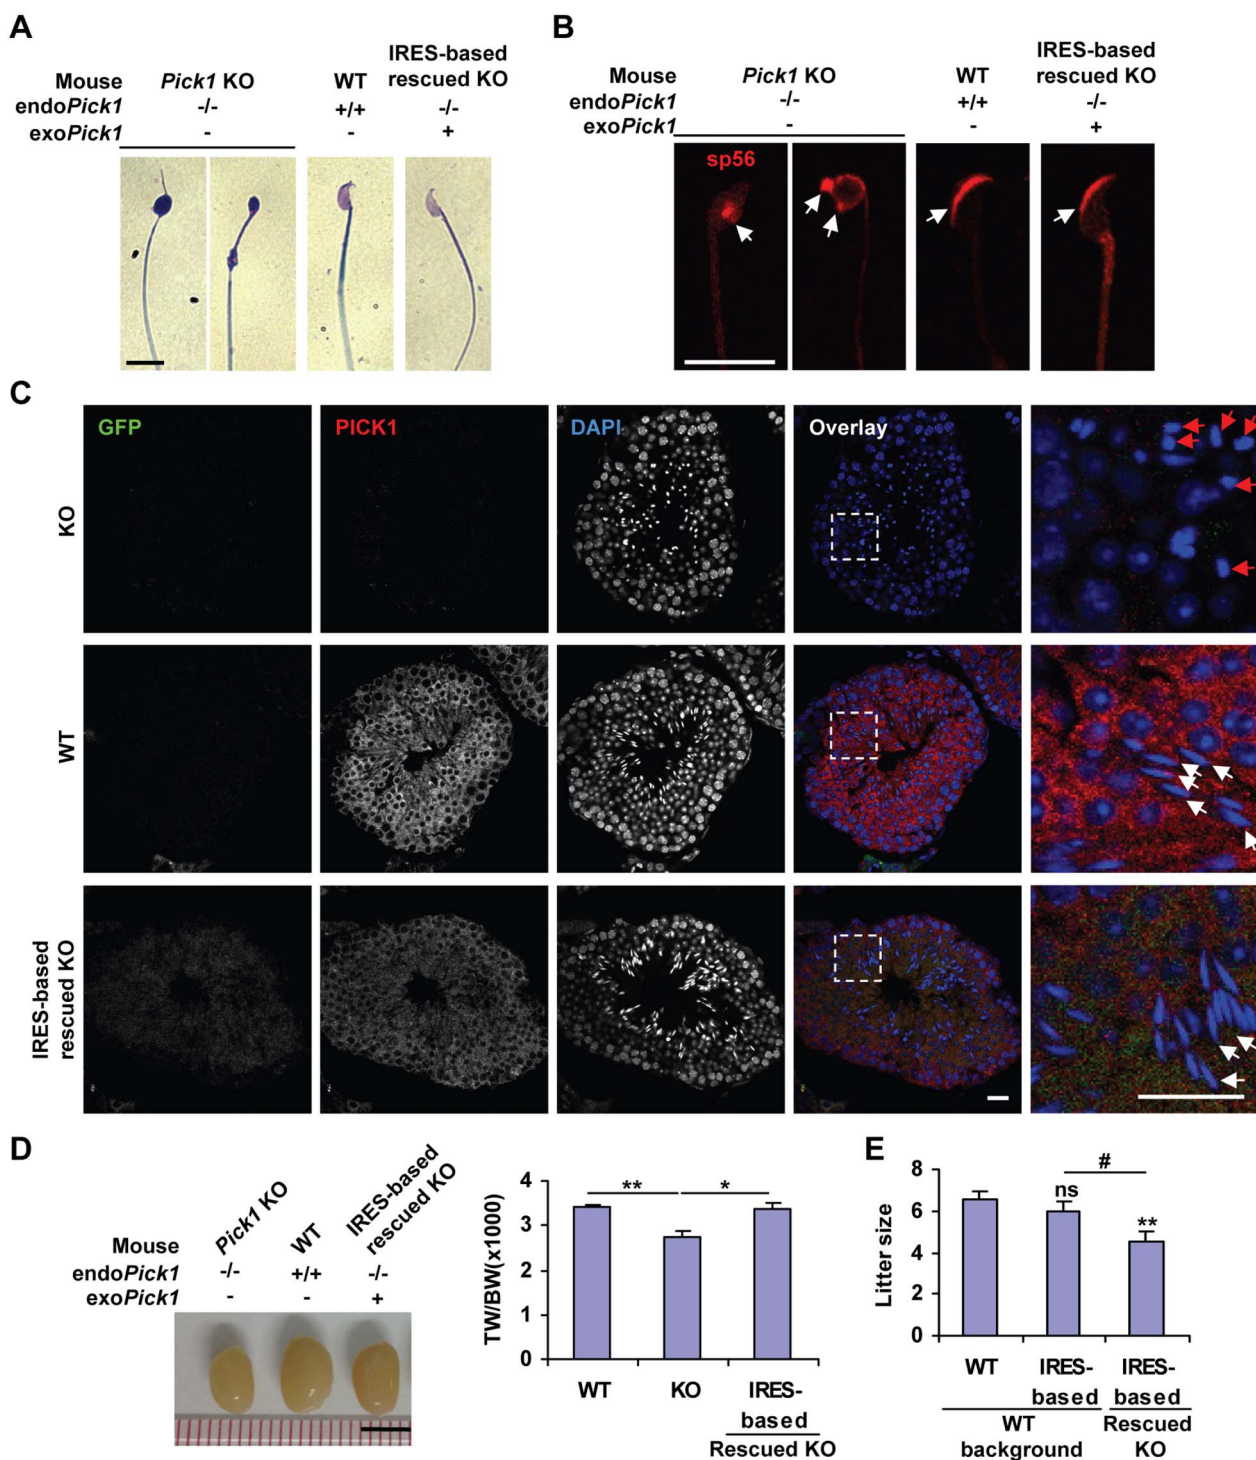 A
Mouse
Pick1 KO
WT
IRES-based
rescued KO
endoPick1
-/-
+/+
-/-
exoPick1
-
-
+
B
Mouse
Pick1 KO
WT
IRES-based
rescued KO
endoPick1
-/-
+/+
-/-
exoPick1
-
-
+
sp56
C
GFP
PICK1
DAPI
Overlay
KO
WT
IRES-based
rescued KO
D
Mouse
Pick1 KO
WT
IRES-based
rescued KO
endoPick1
-/-
+/+
-/-
exoPick1
-
-
+
TW/BW(x1000)
4
3
2
1
0
**
*
WT
KO
IRES-
based
Rescued KO
E
Litter size
8
6
4
2
0
#
ns
**
WT
IRES-
based
IRES-
based
WT
background
Rescued
KO